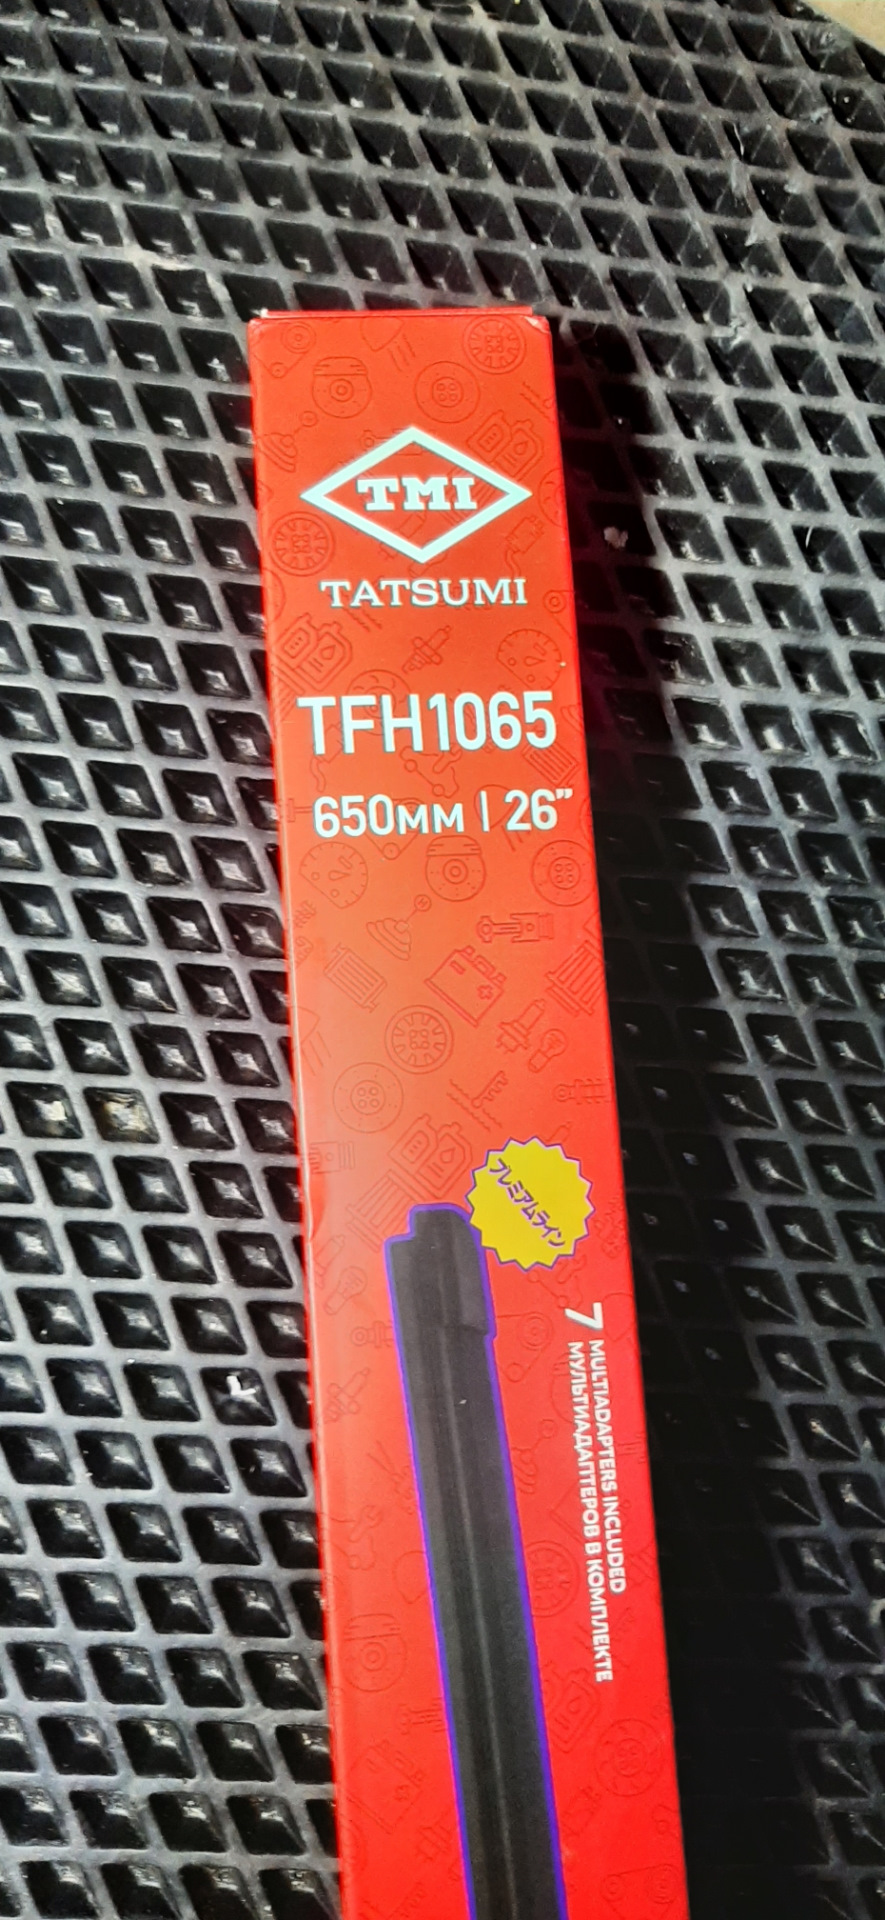 TMI
TATSUMI
TFH1065
650мм | 26”
プレミアムライン
7 MULTIADAPTERS INCLUDED
МУЛЬТИАДАПТЕРОВ В КОМПЛЕКТЕ